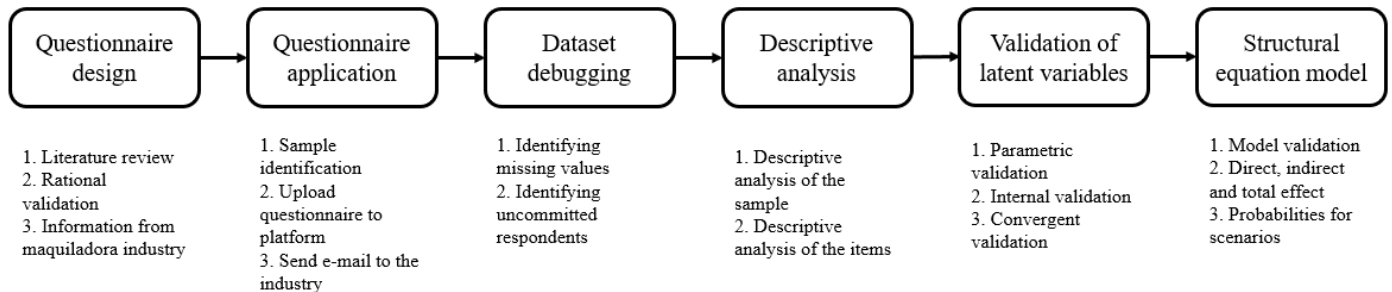 Questionnaire
design
Questionnaire
application
Dataset
debugging
Descriptive
analysis
Validation of
latent variables
Structural
equation model
1. Literature review
2. Rational
validation
3. Information from
maquiladora industry
1. Sample
identification
2. Upload
questionnaire to
platform
3. Send e-mail to the
industry
1. Identifying
missing values
2. Identifying
uncommitted
respondents
1. Descriptive
analysis of the
sample
2. Descriptive
analysis of the items
1. Parametric
validation
2. Internal validation
3. Convergent
validation
1. Model validation
2. Direct, indirect
and total effect
3. Probabilities for
scenarios